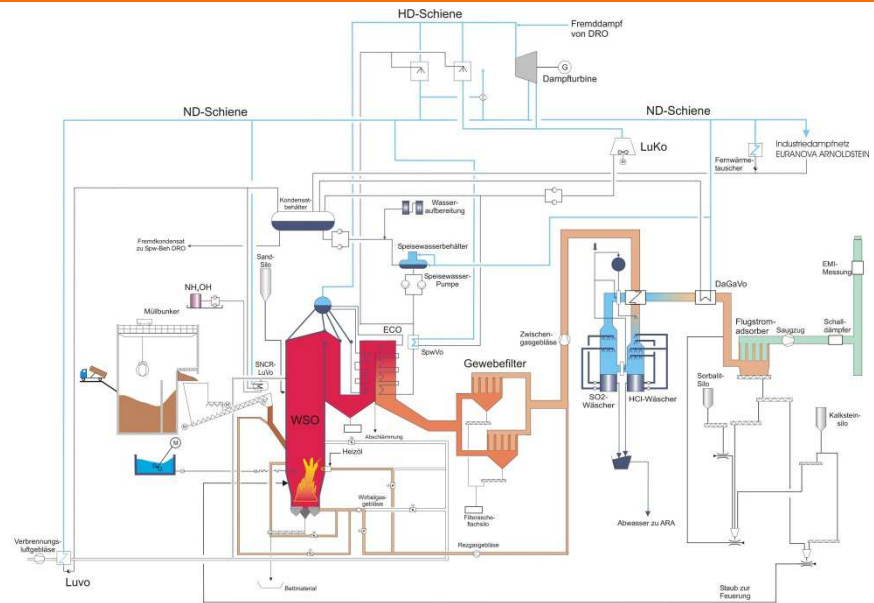 HD-Schiene
Fremddampf
von DRO
G
Dampfturbine
ND-Schiene
ND-Schiene
LuKo
Industriedampfnetz
EURANOVA ARNOLDSTEIN
Fernwärme-
tauscher
Kondensat-
behälter
Wasser-
aufbereitung
Fremdkondensat
zu Spw-Beh DRO
Sand-
Silo
Speisewasserbehälter
Speisewasser-
Pumpe
NH₄OH
Müllbunker
DaGaVo
EMI-
Messung
ECO
SpwVo
Zwischen-
gasgebläse
Flugstrom-
adsorber
Saugzug
Schall-
dämpfer
SNCR-
LuVo
Gewebefilter
SO2-
Wäscher
HCl-Wäscher
Sorbalit-
Silo
Kalkstein-
silo
WSO
M
Abschlämmung
Heizöl
Wirbelgas-
gebläse
Filterasche-
flachsilo
Abwasser zu ARA
Verbrennungs-
luftgebläse
Rezgasgebläse
Luvo
Bettmaterial
Staub zur
Feuerung